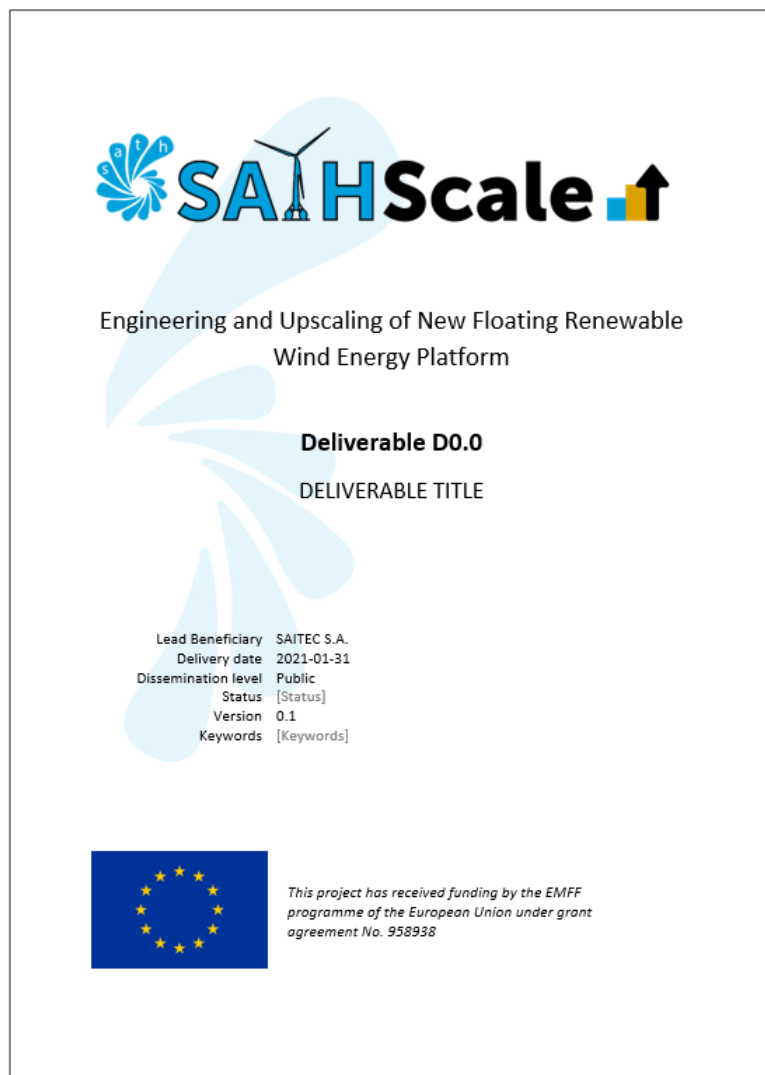 sath
SATHScale
Engineering and Upscaling of New Floating Renewable
Wind Energy Platform
Deliverable D0.0
DELIVERABLE TITLE
Lead Beneficiary SAITEC S.A.
Delivery date 2021-01-31
Dissemination level Public
Status [Status]
Version 0.1
Keywords [Keywords]
This project has received funding by the EMFF
programme of the European Union under grant
agreement No. 958938